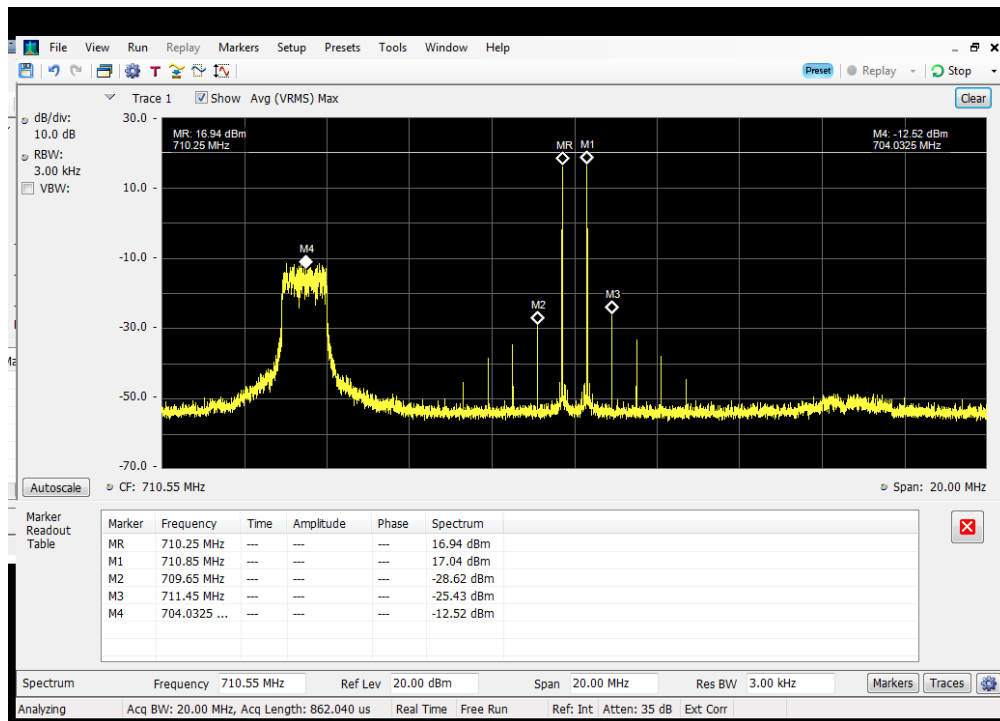 File View Run Replay Markers Setup Presets Tools Window Help
Preset Replay Stop
Trace 1 Show Avg (VRMS) Max Clear
dB/div:
10.0 dB
RBW:
3.00 kHz
VBW:
30.0
10.0
-10.0
-30.0
-50.0
-70.0
MR: 16.94 dBm
710.25 MHz
M4: -12.52 dBm
704.0325 MHz
MR M1
M4
M2
M3
Autoscale CF: 710.55 MHz Span: 20.00 MHz
Marker
Readout
Table
Marker Frequency Time Amplitude Phase Spectrum
MR 710.25 MHz --- --- --- 16.94 dBm
M1 710.85 MHz --- --- --- 17.04 dBm
M2 709.65 MHz --- --- --- -28.62 dBm
M3 711.45 MHz --- --- --- -25.43 dBm
M4 704.0325 ... --- --- --- -12.52 dBm
Spectrum Frequency 710.55 MHz Ref Lev 20.00 dBm Span 20.00 MHz Res BW 3.00 kHz Markers Traces
Analyzing Acq BW: 20.00 MHz, Acq Length: 862.040 us Real Time Free Run Ref: Int Atten: 35 dB Ext Corr